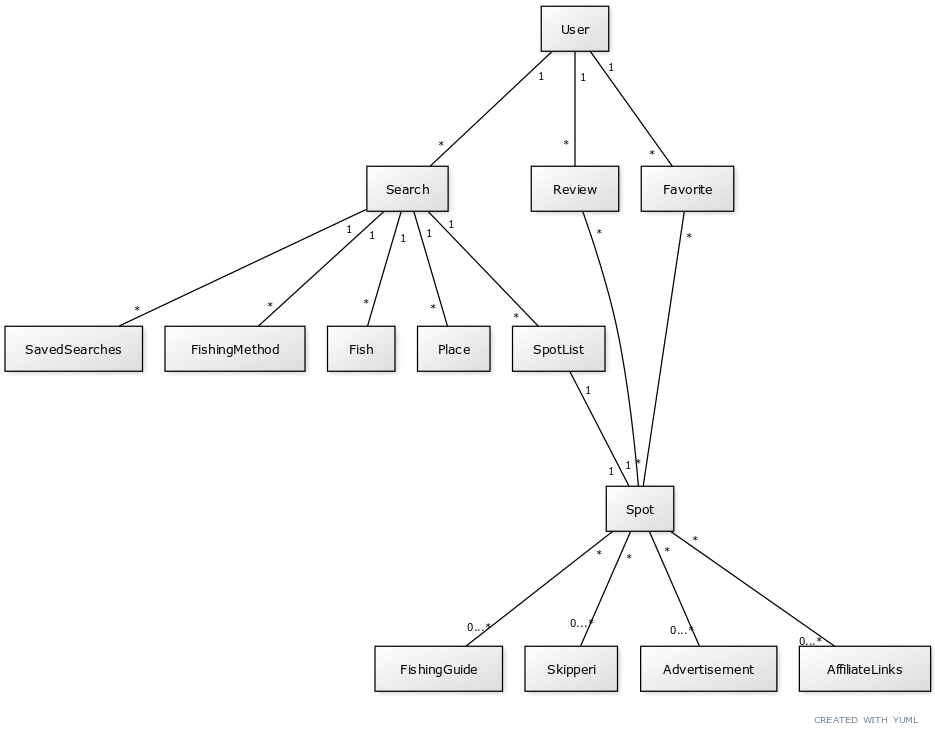 User
1 1 1
* * *
Search Review Favorite
1 1 1 1 1 * *
* * * * *
SavedSearches FishingMethod Fish Place SpotList
1
1 1 *
Spot
* * * *
0...* 0...* 0...* 0...*
FishingGuide Skipperi Advertisement AffiliateLinks
CREATED WITH YUML